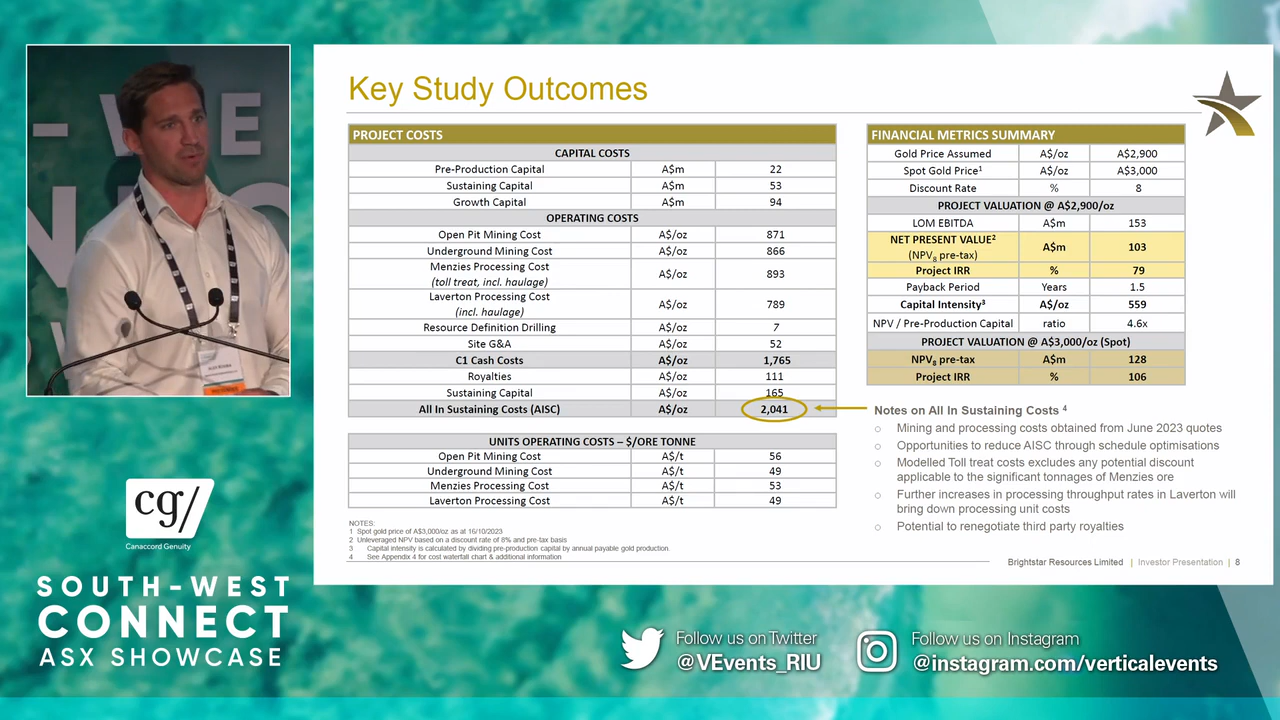 Key Study Outcomes
PROJECT COSTS
CAPITAL COSTS
Pre-Production Capital A$m 22
Sustaining Capital A$m 53
Growth Capital A$m 94
OPERATING COSTS
Open Pit Mining Cost A$/oz 871
Underground Mining Cost A$/oz 866
Menzies Processing Cost
(toll treat, incl. haulage) A$/oz 893
Laverton Processing Cost
(incl. haulage) A$/oz 789
Resource Definition Drilling A$/oz 7
Site G&A A$/oz 52
C1 Cash Costs A$/oz 1,765
Royalties A$/oz 111
Sustaining Capital A$/oz 165
All In Sustaining Costs (AISC) A$/oz 2,041
UNITS OPERATING COSTS – $/ORE TONNE
Open Pit Mining Cost A$/t 56
Underground Mining Cost A$/t 49
Menzies Processing Cost A$/t 53
Laverton Processing Cost A$/t 49
NOTES:
1 Spot gold price of A$3,000/oz as at 16/10/2023
2 Unleveraged NPV based on a discount rate of 8% and pre-tax basis
3 Capital intensity is calculated by dividing pre-production capital by annual payable gold production.
4 See Appendix 4 for cost waterfall chart & additional information
FINANCIAL METRICS SUMMARY
Gold Price Assumed A$/oz A$2,900
Spot Gold Price1 A$/oz A$3,000
Discount Rate % 8
PROJECT VALUATION @ A$2,900/oz
LOM EBITDA A$m 153
NET PRESENT VALUE2
(NPV8 pre-tax) A$m 103
Project IRR % 79
Payback Period Years 1.5
Capital Intensity3 A$/oz 559
NPV / Pre-Production Capital ratio 4.6x
PROJECT VALUATION @ A$3,000/oz (Spot)
NPV8 pre-tax A$m 128
Project IRR % 106
Notes on All In Sustaining Costs 4
o Mining and processing costs obtained from June 2023 quotes
o Opportunities to reduce AISC through schedule optimisations
o Modelled Toll treat costs excludes any potential discount
applicable to the significant tonnages of Menzies ore
o Further increases in processing throughput rates in Laverton will
bring down processing unit costs
o Potential to renegotiate third party royalties
Brightstar Resources Limited | Investor Presentation | 8
cg/
Canaccord Genuity
SOUTH-WEST
CONNECT
ASX SHOWCASE
Follow us on Twitter
@VEvents_RIU
Follow us on Instagram
@instagram.com/verticalevents